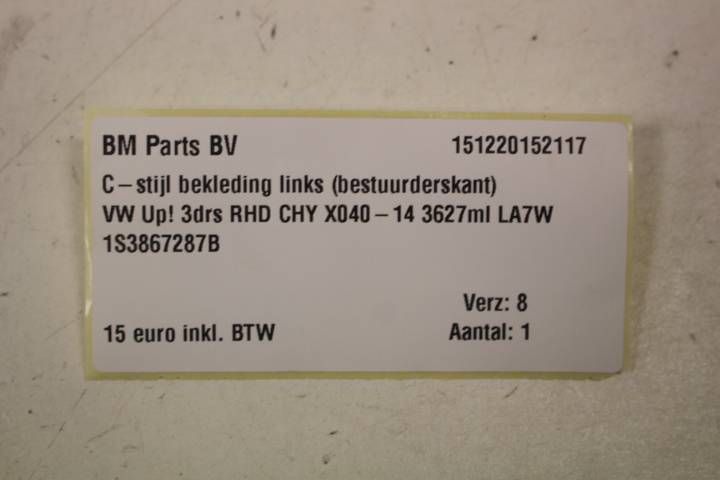 BM Parts BV 151220152117
C-stijl bekleding links (bestuurderskant)
VW Up! 3drs RHD CHY X040-14 3627ml LA7W
1S3867287B
Verz: 8
15 euro inkl. BTW Aantal: 1